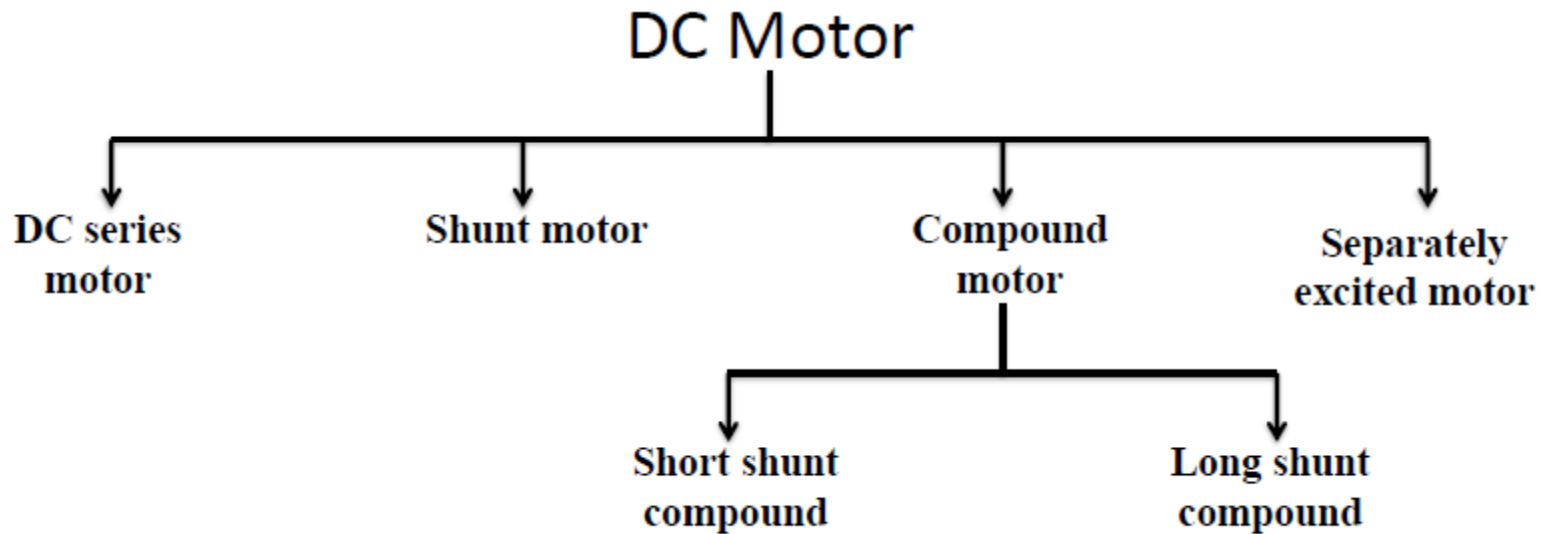 DC Motor
DC series
motor
Shunt motor
Compound
motor
Separately
excited motor
Short shunt
compound
Long shunt
compound